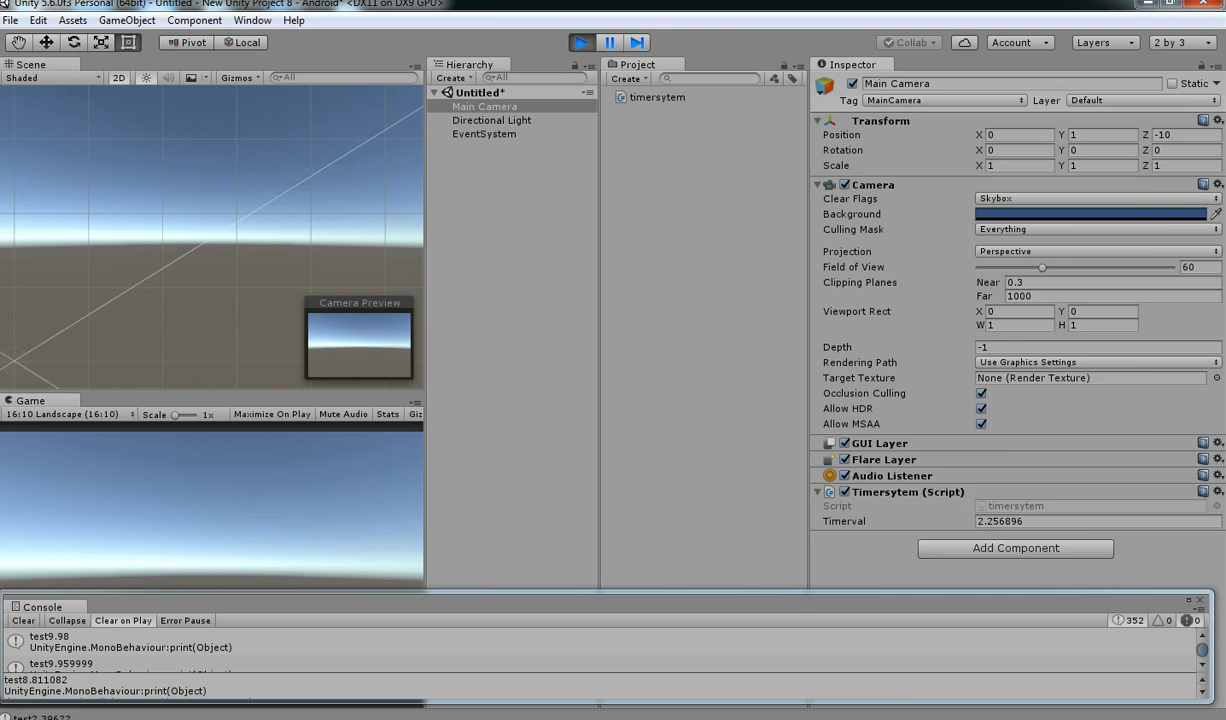 Unity 5.6.0f3 Personal (64bit) - Untitled - New Unity Project 8 - Android* <DX11 on DX9 GPU>
File Edit Assets GameObject Component Window Help
Pivot Local Collab Account Layers 2 by 3
Scene
Shaded 2D Gizmos All
Hierarchy
Create All
Untitled*
Main Camera
Directional Light
EventSystem
Project
Create
timersytem
Inspector
Main Camera Static
Tag MainCamera Layer Default
Transform
Position X 0 Y 1 Z -10
Rotation X 0 Y 0 Z 0
Scale X 1 Y 1 Z 1
Camera
Clear Flags Skybox
Background
Culling Mask Everything
Projection Perspective
Field of View 60
Clipping Planes Near 0.3
Far 1000
Viewport Rect X 0 Y 0
W 1 H 1
Depth -1
Rendering Path Use Graphics Settings
Target Texture None (Render Texture)
Occlusion Culling
Allow HDR
Allow MSAA
GUI Layer
Flare Layer
Audio Listener
Timersytem (Script)
Script timersytem
Timerval 2.256896
Add Component
Camera Preview
Game
16:10 Landscape (16:10) Scale 1x Maximize On Play Mute Audio Stats Giz
Console
Clear Collapse Clear on Play Error Pause 352 0 0
test9.98
UnityEngine.MonoBehaviour:print(Object)
test9.959999
UnityEngine.MonoBehaviour:print(Object)
test8.811082
UnityEngine.MonoBehaviour:print(Object)
test2.39622